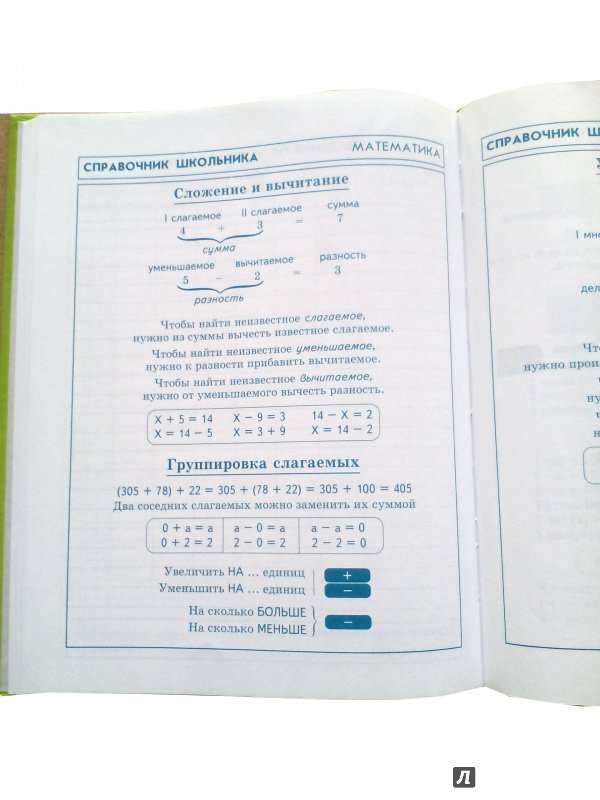 СПРАВОЧНИК ШКОЛЬНИКА МАТЕМАТИКА
Сложение и вычитание
I слагаемое II слагаемое сумма
4 + 3 = 7
сумма
уменьшаемое вычитаемое разность
5 − 2 = 3
разность
Чтобы найти неизвестное слагаемое,
нужно из суммы вычесть известное слагаемое.
Чтобы найти неизвестное уменьшаемое,
нужно к разности прибавить вычитаемое.
Чтобы найти неизвестное вычитаемое,
нужно от уменьшаемого вычесть разность.
X + 5 = 14 X − 9 = 3 14 − X = 2
X = 14 − 5 X = 3 + 9 X = 14 − 2
Группировка слагаемых
(305 + 78) + 22 = 305 + (78 + 22) = 305 + 100 = 405
Два соседних слагаемых можно заменить их суммой
0 + a = a a − 0 = a a − a = 0
0 + 2 = 2 2 − 0 = 2 2 − 2 = 0
Увеличить НА ... единиц +
Уменьшить НА ... единиц −
На сколько БОЛЬШЕ
На сколько МЕНЬШЕ −
СПРАВОЧНИК
I
нужно
Л